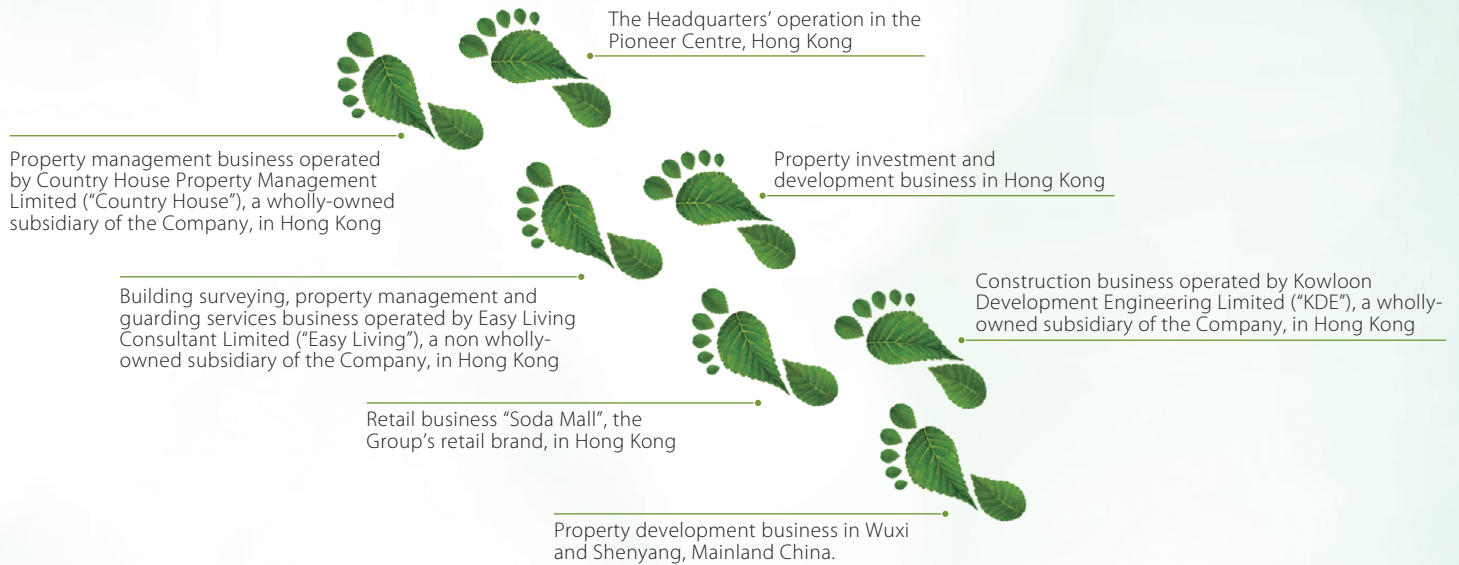 The Headquarters’ operation in the
Pioneer Centre, Hong Kong
Property management business operated
by Country House Property Management
Limited (“Country House”), a wholly-owned
subsidiary of the Company, in Hong Kong
Property investment and
development business in Hong Kong
Building surveying, property management and
guarding services business operated by Easy Living
Consultant Limited (“Easy Living”), a non wholly-
owned subsidiary of the Company, in Hong Kong
Construction business operated by Kowloon
Development Engineering Limited (“KDE”), a wholly-
owned subsidiary of the Company, in Hong Kong
Retail business “Soda Mall”, the
Group’s retail brand, in Hong Kong
Property development business in Wuxi
and Shenyang, Mainland China.